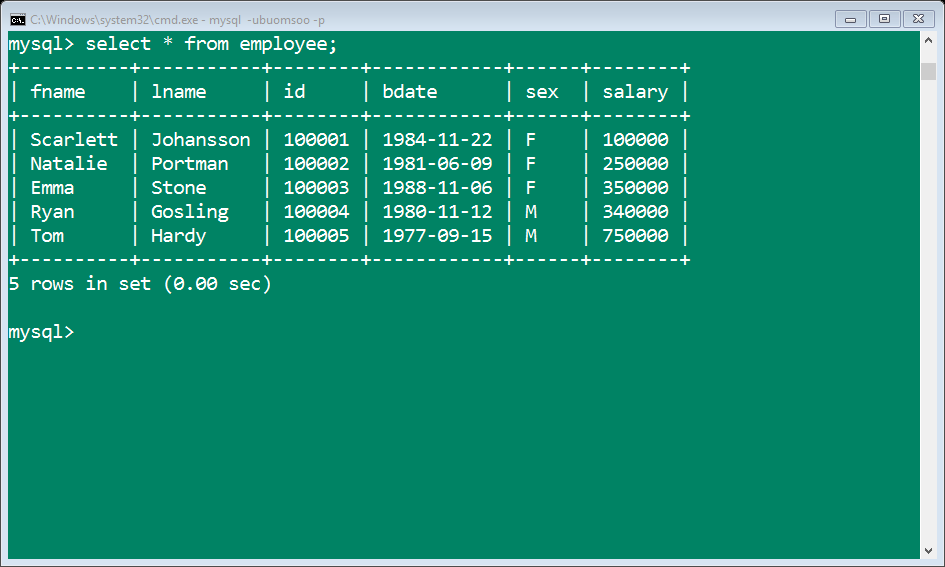 C:\Windows\system32\cmd.exe - mysql  -ubuomsoo -p
mysql> select * from employee;
+----------+-----------+--------+------------+------+--------+
| fname    | lname     | id     | bdate      | sex  | salary |
+----------+-----------+--------+------------+------+--------+
| Scarlett | Johansson | 100001 | 1984-11-22 | F    | 100000 |
| Natalie  | Portman   | 100002 | 1981-06-09 | F    | 250000 |
| Emma     | Stone     | 100003 | 1988-11-06 | F    | 350000 |
| Ryan     | Gosling   | 100004 | 1980-11-12 | M    | 340000 |
| Tom      | Hardy     | 100005 | 1977-09-15 | M    | 750000 |
+----------+-----------+--------+------------+------+--------+
5 rows in set (0.00 sec)
mysql>